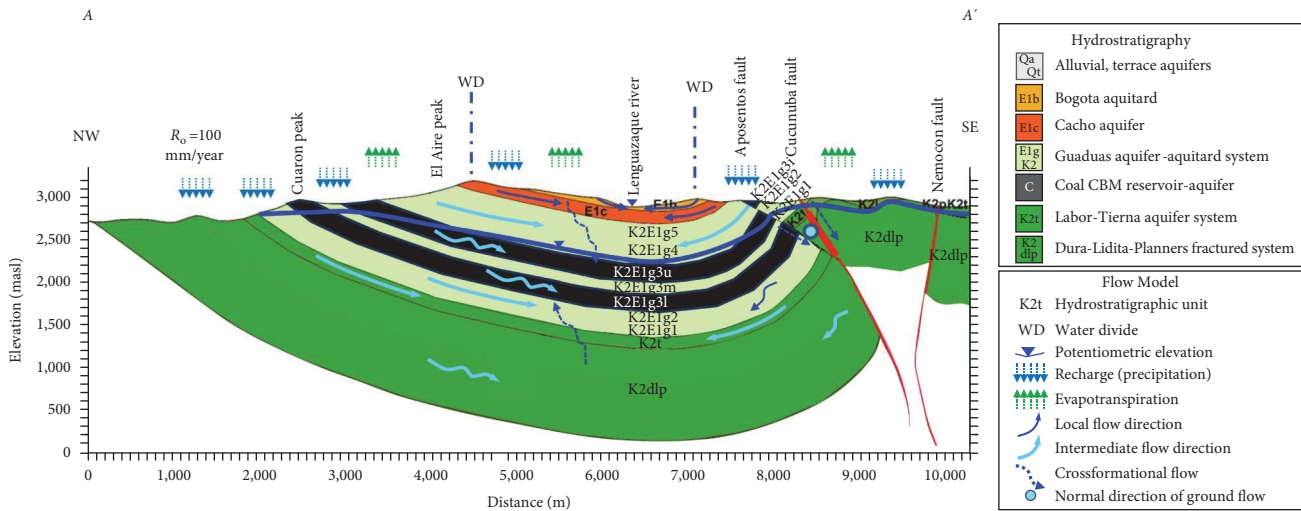 A
A´
NW
SE
R₀ =100
mm/year
Cuaron peak
El Aire peak
WD
Lenguazaque river
WD
Aposentos fault
Cucunuba fault
Nemocon fault
K2E1g3
K2E1g2
K2E1g1
K2t
E1c
E1b
K2E1g5
K2E1g4
K2E1g3u
K2E1g3m
K2E1g3l
K2E1g2
K2E1g1
K2t
K2dlp
K2dlp
K2dlp
K2t
Elevation (masl)
3,000
2,500
2,000
1,500
1,000
500
0
0
1,000
2,000
3,000
4,000
5,000
6,000
7,000
8,000
9,000
10,000
Distance (m)
Hydrostratigraphy
Qa
Qt
Alluvial, terrace aquifers
E1b
Bogota aquitard
E1c
Cacho aquifer
E1g
K2
Guaduas aquifer -aquitard system
C
Coal CBM reservoir-aquifer
K2t
Labor-Tierna aquifer system
K2
dlp
Dura-Lidita-Planners fractured system
Flow Model
K2t
Hydrostratigraphic unit
WD
Water divide
Potentiometric elevation
Recharge (precipitation)
Evapotranspiration
Local flow direction
Intermediate flow direction
Crossformational flow
Normal direction of ground flow